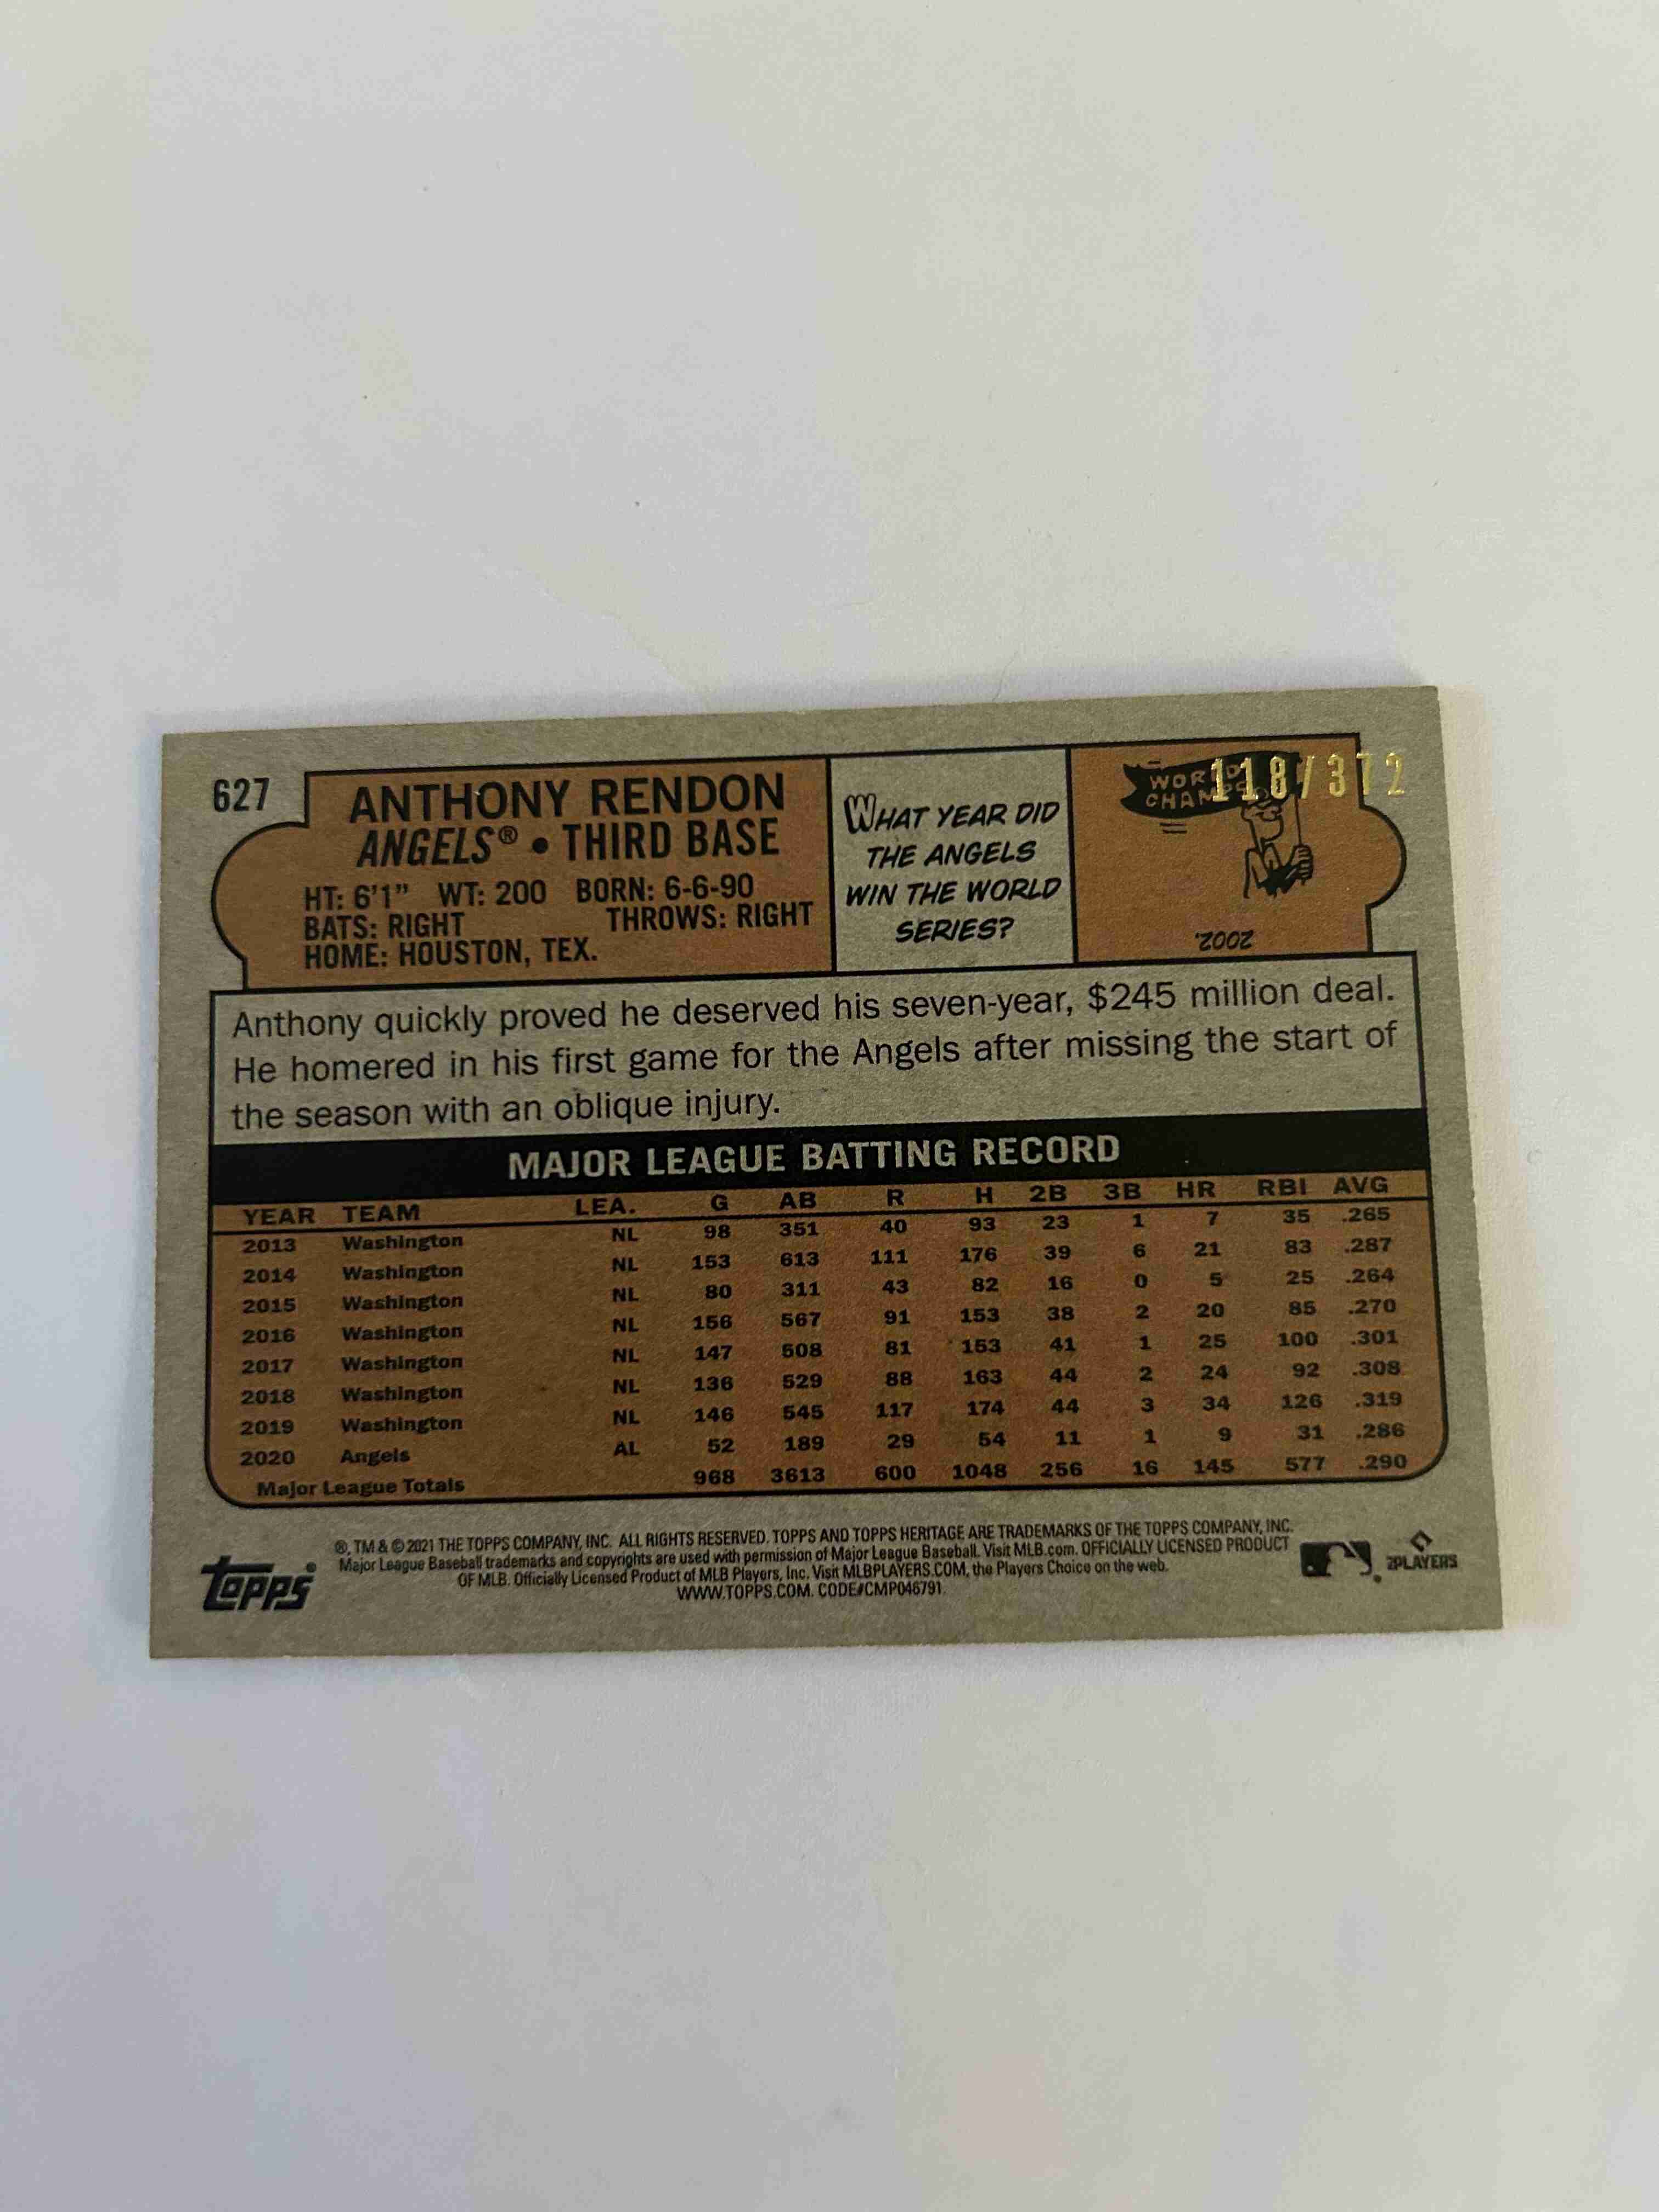 627
ANTHONY RENDON
ANGELS® • THIRD BASE
HT: 6'1" WT: 200 BORN: 6-6-90
BATS: RIGHT THROWS: RIGHT
HOME: HOUSTON, TEX.
WHAT YEAR DID
THE ANGELS
WIN THE WORLD
SERIES?
WORLD
CHAMPS
118/372
2002.
Anthony quickly proved he deserved his seven-year, $245 million deal.
He homered in his first game for the Angels after missing the start of
the season with an oblique injury.
MAJOR LEAGUE BATTING RECORD
YEAR TEAM LEA. G AB R H 2B 3B HR RBI AVG
2013 Washington NL 98 351 40 93 23 1 7 35 .265
2014 Washington NL 153 613 111 176 39 6 21 83 .287
2015 Washington NL 80 311 43 82 16 0 5 25 .264
2016 Washington NL 156 567 91 153 38 2 20 85 .270
2017 Washington NL 147 508 81 153 41 1 25 100 .301
2018 Washington NL 136 529 88 163 44 2 24 92 .308
2019 Washington NL 146 545 117 174 44 3 34 126 .319
2020 Angels AL 52 189 29 54 11 1 9 31 .286
Major League Totals 968 3613 600 1048 256 16 145 577 .290
®, TM & © 2021 THE TOPPS COMPANY, INC. ALL RIGHTS RESERVED. TOPPS AND TOPPS HERITAGE ARE TRADEMARKS OF THE TOPPS COMPANY, INC.
Major League Baseball trademarks and copyrights are used with permission of Major League Baseball. Visit MLB.com. OFFICIALLY LICENSED PRODUCT
OF MLB. Officially Licensed Product of MLB Players, Inc. Visit MLBPLAYERS.COM, the Players Choice on the web.
WWW.TOPPS.COM. CODE#CMP046791.
topps®
PLAYERS